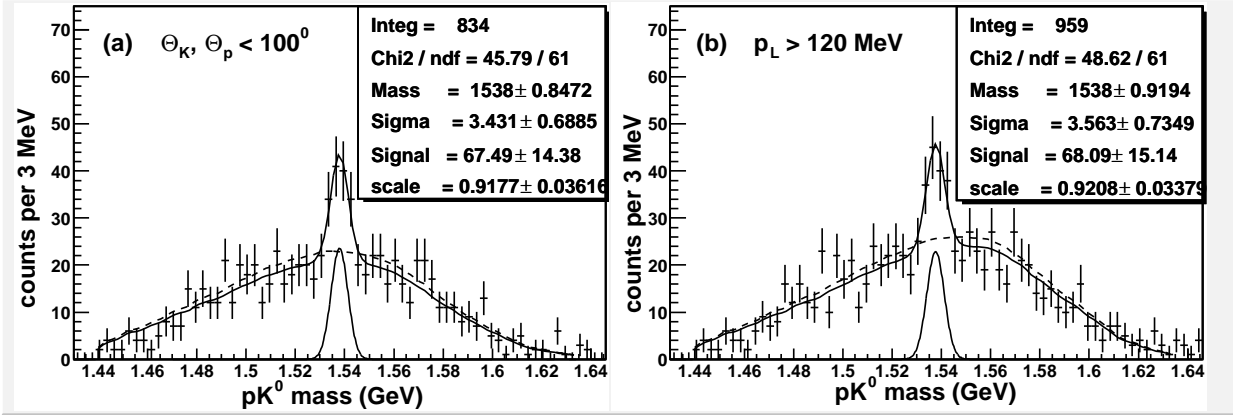 counts per 3 MeV
70
60
50
40
30
20
10
0
(a) Θ_K, Θ_p < 100⁰
Integ = 834
Chi2 / ndf = 45.79 / 61
Mass = 1538± 0.8472
Sigma = 3.431± 0.6885
Signal = 67.49± 14.38
scale = 0.9177± 0.03616
1.44 1.46 1.48 1.5 1.52 1.54 1.56 1.58 1.6 1.62 1.64
pK⁰ mass (GeV)
counts per 3 MeV
70
60
50
40
30
20
10
0
(b) p_L > 120 MeV
Integ = 959
Chi2 / ndf = 48.62 / 61
Mass = 1538± 0.9194
Sigma = 3.563± 0.7349
Signal = 68.09± 15.14
scale = 0.9208± 0.03379
1.44 1.46 1.48 1.5 1.52 1.54 1.56 1.58 1.6 1.62 1.64
pK⁰ mass (GeV)